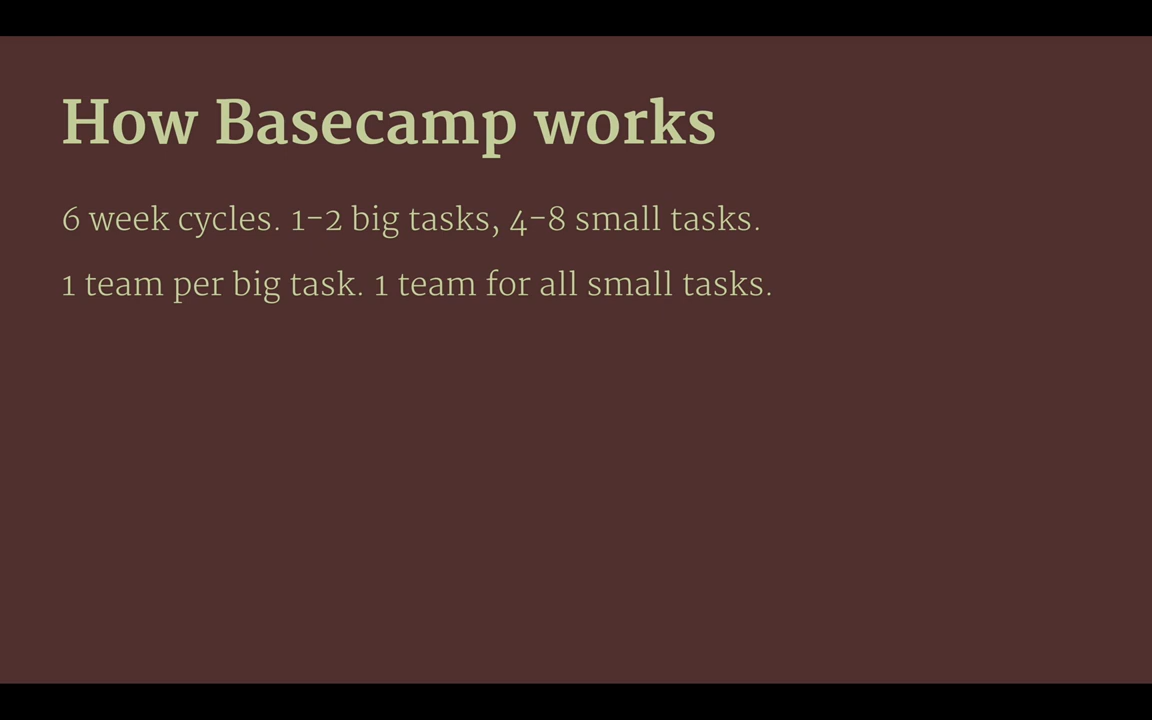 How Basecamp works
6 week cycles. 1-2 big tasks, 4-8 small tasks.
1 team per big task. 1 team for all small tasks.